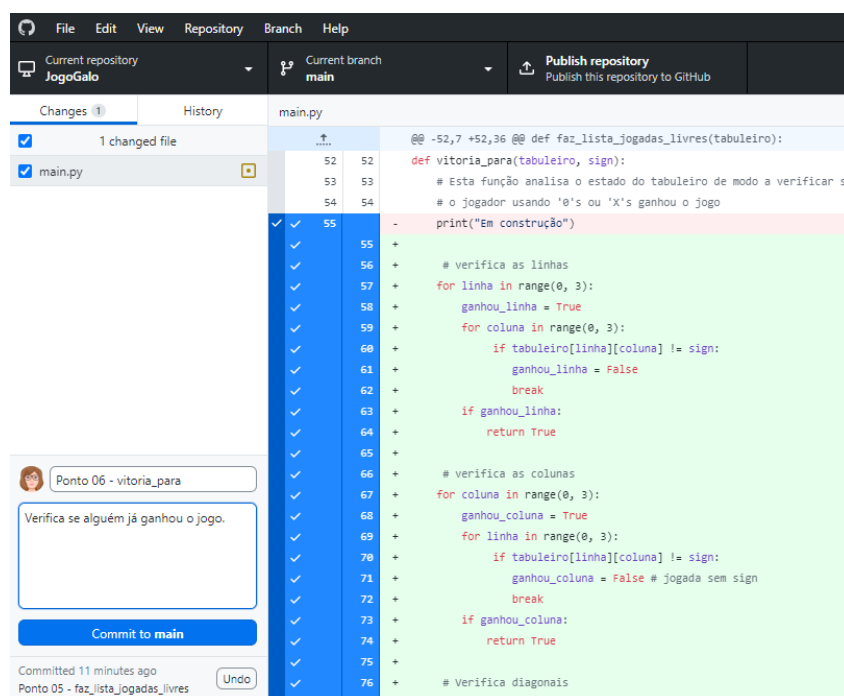 File Edit View Repository Branch Help
Current repository
JogoGalo
Current branch
main
Publish repository
Publish this repository to GitHub
Changes 1 History
main.py
1 changed file
main.py
@@ -52,7 +52,36 @@ def faz_lista_jogadas_livres(tabuleiro):
52 52 def vitoria_para(tabuleiro, sign):
53 53 # Esta função analisa o estado do tabuleiro de modo a verificar s
54 54 # o jogador usando '0's ou 'X's ganhou o jogo
55 - print("Em construção")
55 +
56 + # verifica as linhas
57 + for linha in range(0, 3):
58 + ganhou_linha = True
59 + for coluna in range(0, 3):
60 + if tabuleiro[linha][coluna] != sign:
61 + ganhou_linha = False
62 + break
63 + if ganhou_linha:
64 + return True
65 +
66 + # verifica as colunas
67 + for coluna in range(0, 3):
68 + ganhou_coluna = True
69 + for linha in range(0, 3):
70 + if tabuleiro[linha][coluna] != sign:
71 + ganhou_coluna = False # jogada sem sign
72 + break
73 + if ganhou_coluna:
74 + return True
75 +
76 + # Verifica diagonais
Ponto 06 - vitoria_para
Verifica se alguém já ganhou o jogo.
Commit to main
Committed 11 minutes ago
Ponto 05 - faz_lista_jogadas_livres
Undo